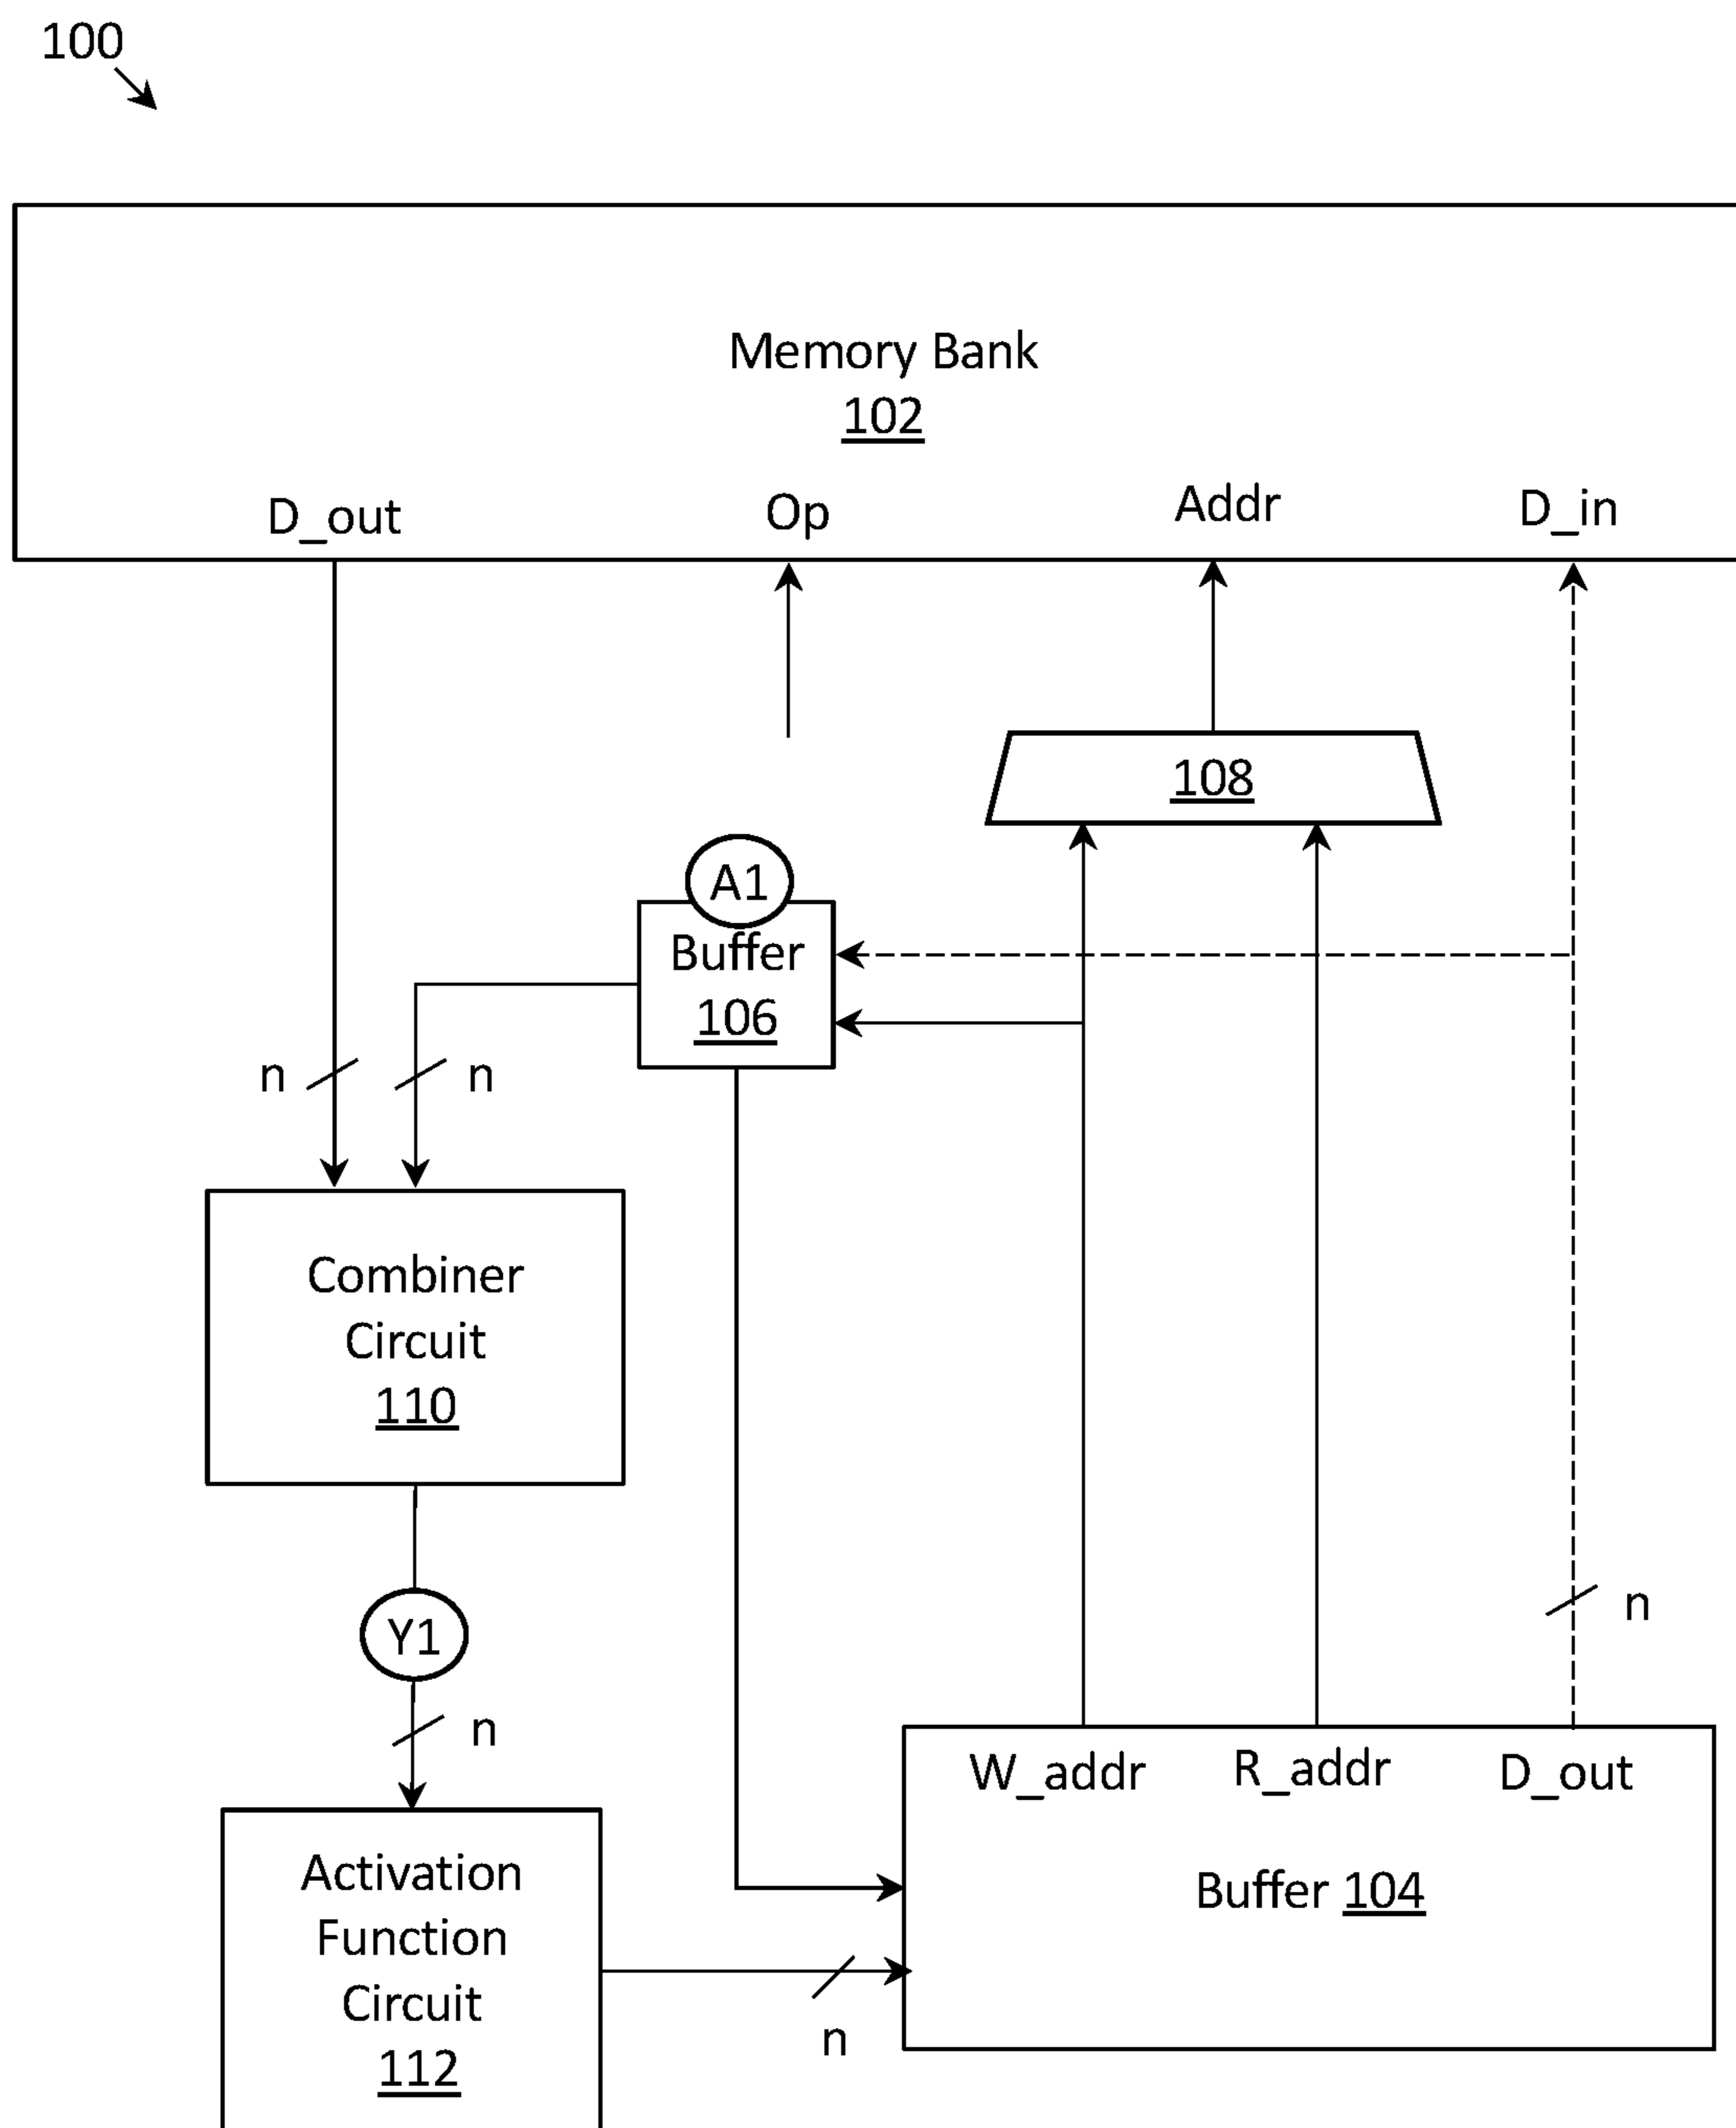 100
Memory Bank
102
D_out
Op
Addr
D_in
108
A1
Buffer
106
n
n
Combiner
Circuit
110
Y1
n
n
W_addr
R_addr
D_out
Buffer 104
Activation
Function
Circuit
112
n